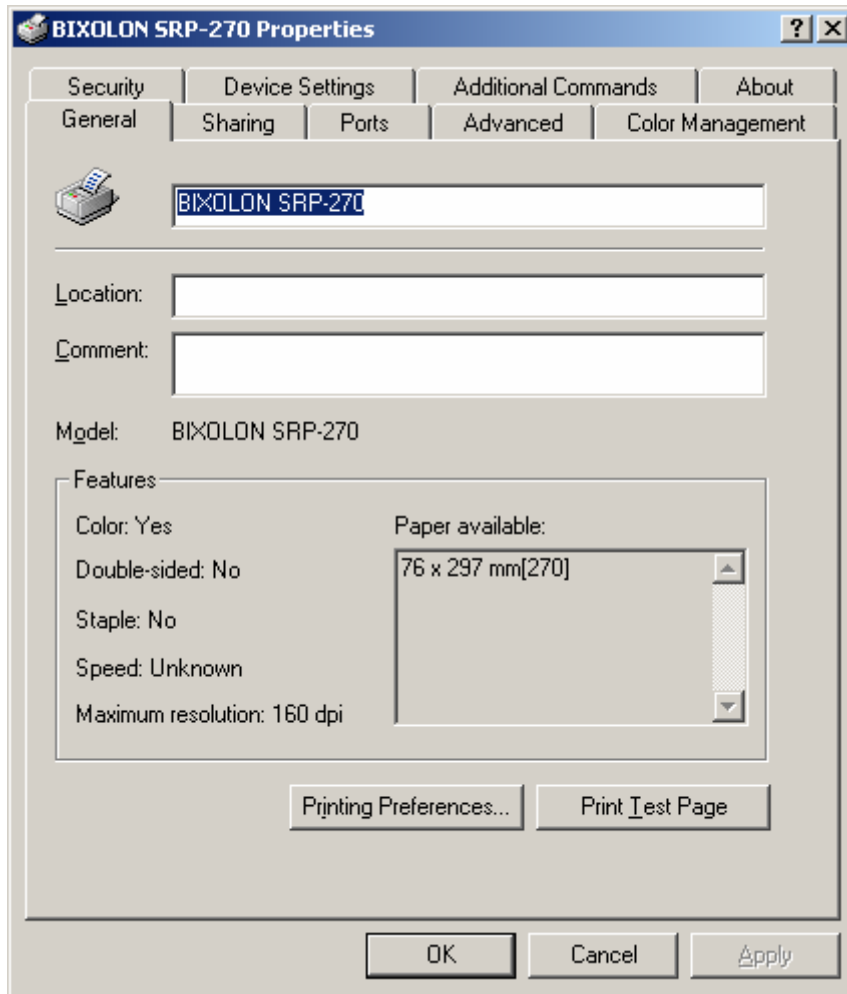 BIXOLON SRP-270 Properties
Security Device Settings Additional Commands About
General Sharing Ports Advanced Color Management
BIXOLON SRP-270
Location:
Comment:
Model: BIXOLON SRP-270
Features
Color: Yes Paper available:
Double-sided: No 76 x 297 mm[270]
Staple: No
Speed: Unknown
Maximum resolution: 160 dpi
Printing Preferences... Print Test Page
OK Cancel Apply